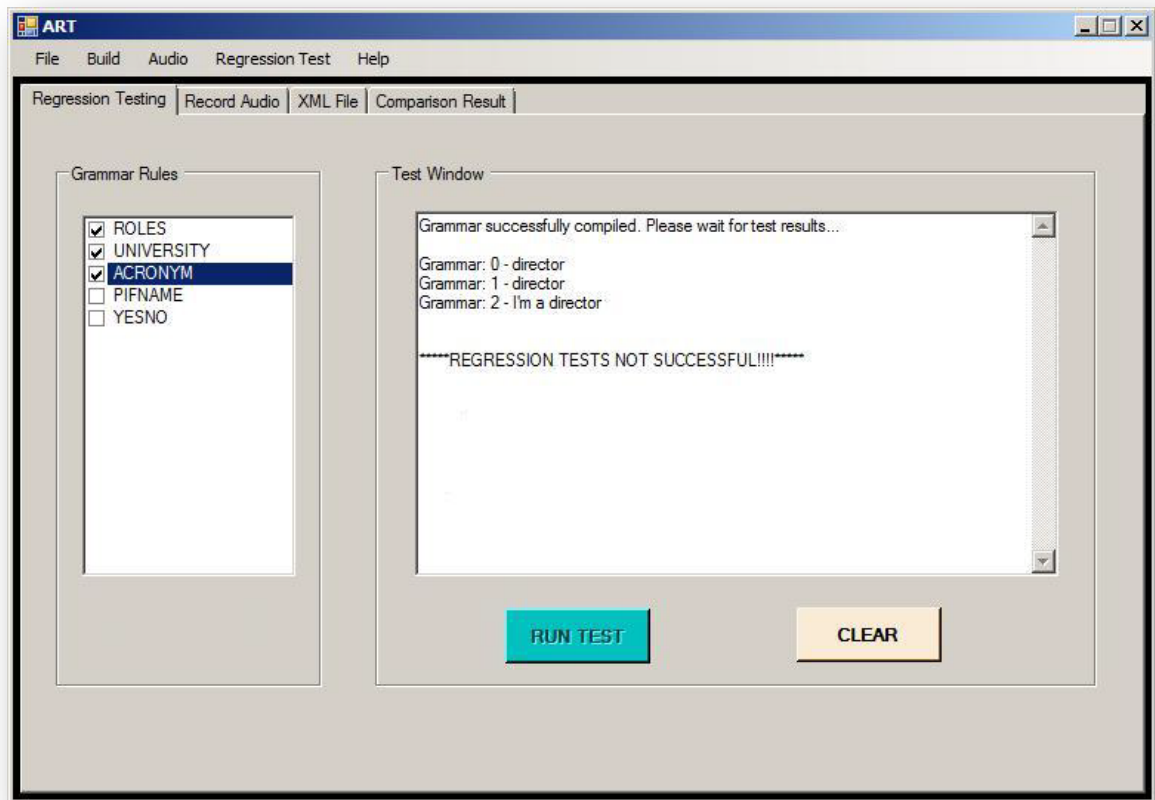 ART
File Build Audio Regression Test Help
Regression Testing Record Audio XML File Comparison Result
Grammar Rules
ROLES
UNIVERSITY
ACRONYM
PIFNAME
YESNO
Test Window
Grammar successfully compiled. Please wait for test results...
Grammar: 0 - director
Grammar: 1 - director
Grammar: 2 - I'm a director
*****REGRESSION TESTS NOT SUCCESSFUL!!!!*****
RUN TEST
CLEAR